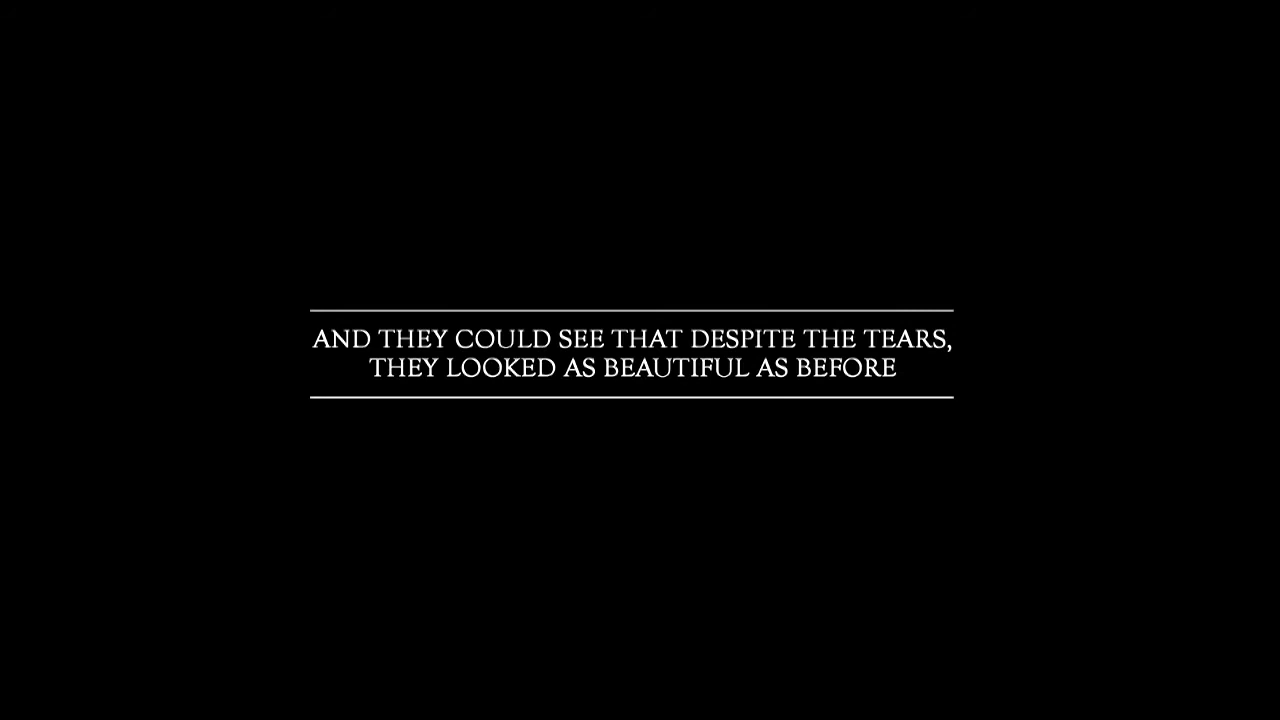 AND THEY COULD SEE THAT DESPITE THE TEARS,
THEY LOOKED AS BEAUTIFUL AS BEFORE